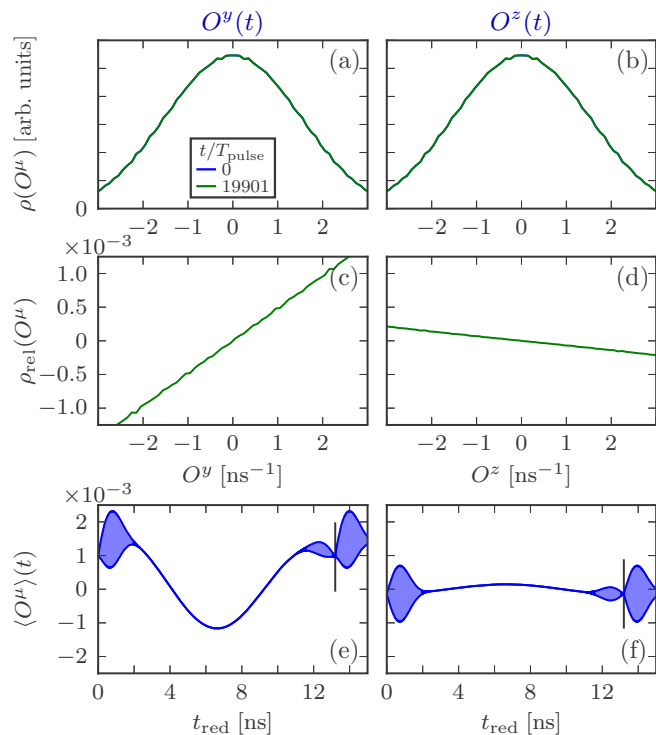 O^y(t) O^z(t)
(a) (b)
ρ(O^μ) [arb. units]
t/T_pulse
0
19901
0
−2 −1 0 1 2 −2 −1 0 1 2
×10^−3
(c) (d)
ρ_rel(O^μ)
1.0
0.5
0
−0.5
−1.0
−2 −1 0 1 2 −2 −1 0 1 2
O^y [ns^−1] O^z [ns^−1]
×10^−3
⟨O^μ⟩(t)
2
1
0
−1
−2
(e) (f)
0 4 8 12 0 4 8 12
t_red [ns] t_red [ns]